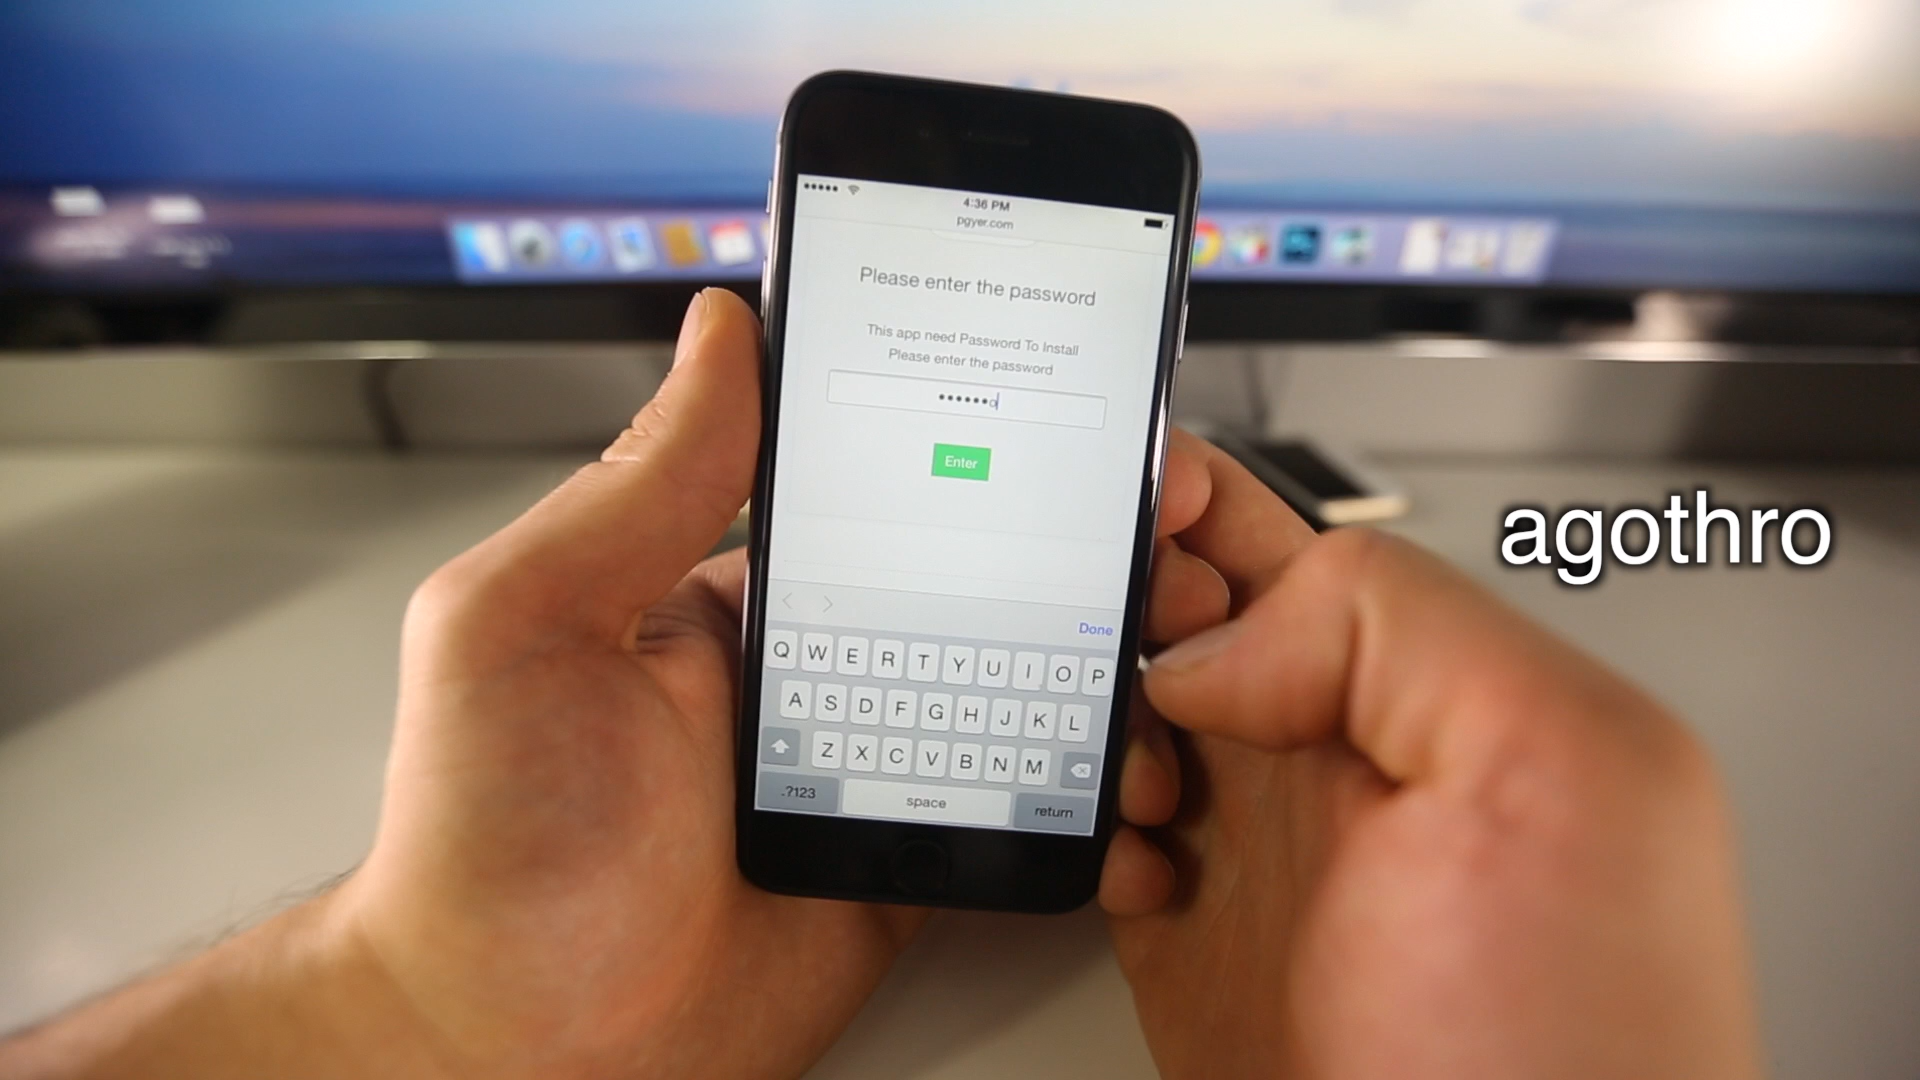 4:36 PM
pgyer.com
Please enter the password
This app need Password To Install
Please enter the password
••••••o
Enter
agothro
Done
Q W E R T Y U I O P
A S D F G H J K L
Z X C V B N M
.?123 space return